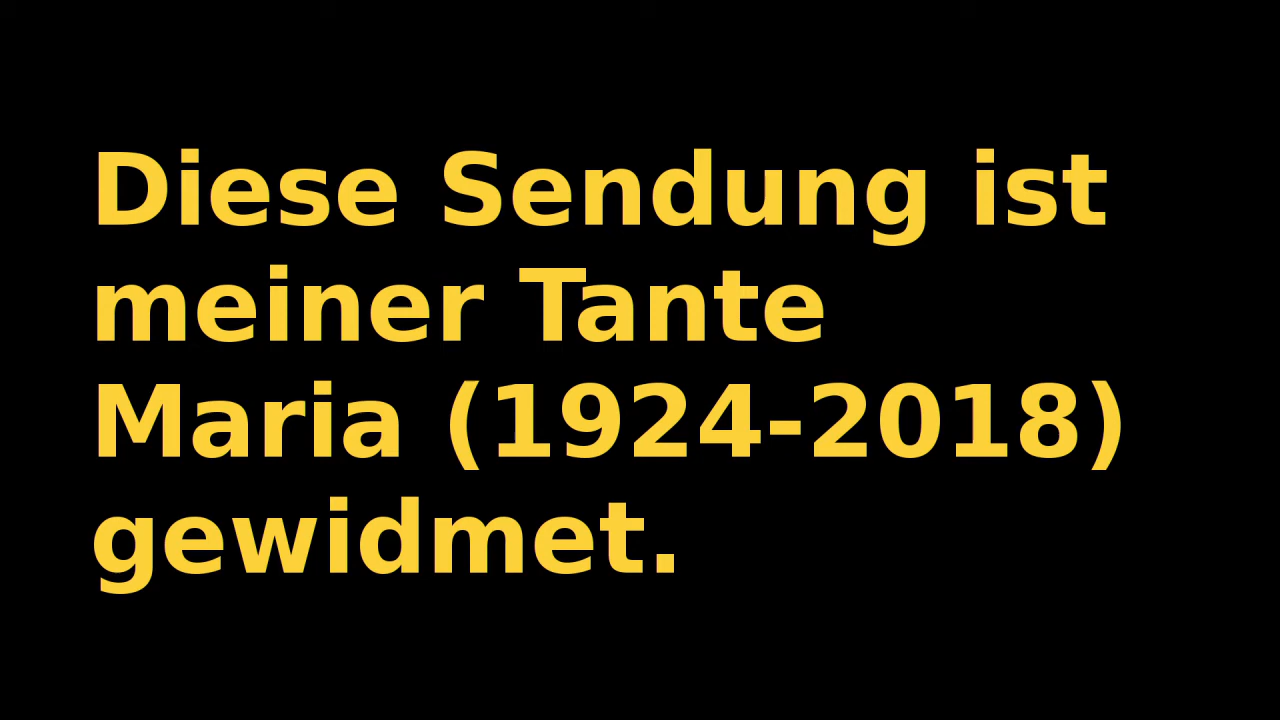 Diese Sendung ist
meiner Tante
Maria (1924-2018)
gewidmet.